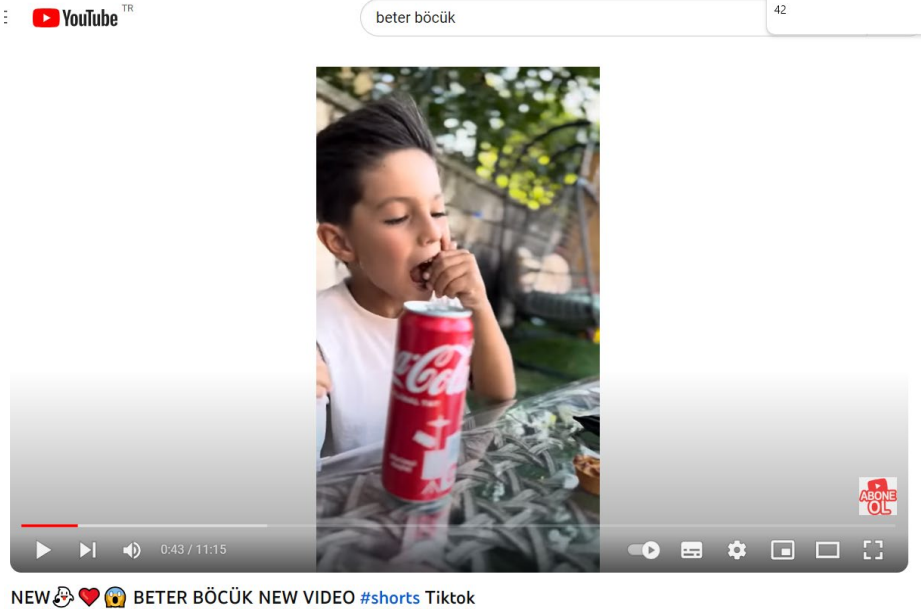 YouTube TR
beter böcük
42
Coca-Cola
ABONE
OL
0:43 / 11:15
NEW👻❤️😱 BETER BÖCÜK NEW VIDEO #shorts Tiktok